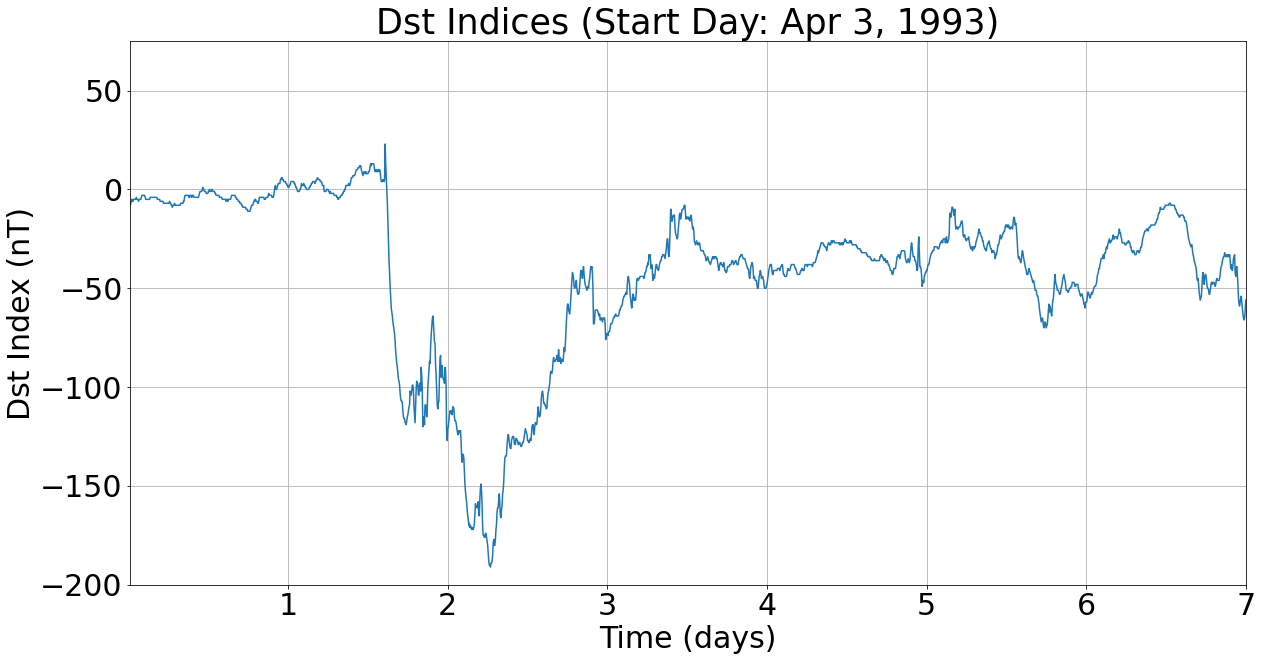 Dst Indices (Start Day: Apr 3, 1993)
50
0
−50
−100
−150
−200
Dst Index (nT)
1 2 3 4 5 6 7
Time (days)